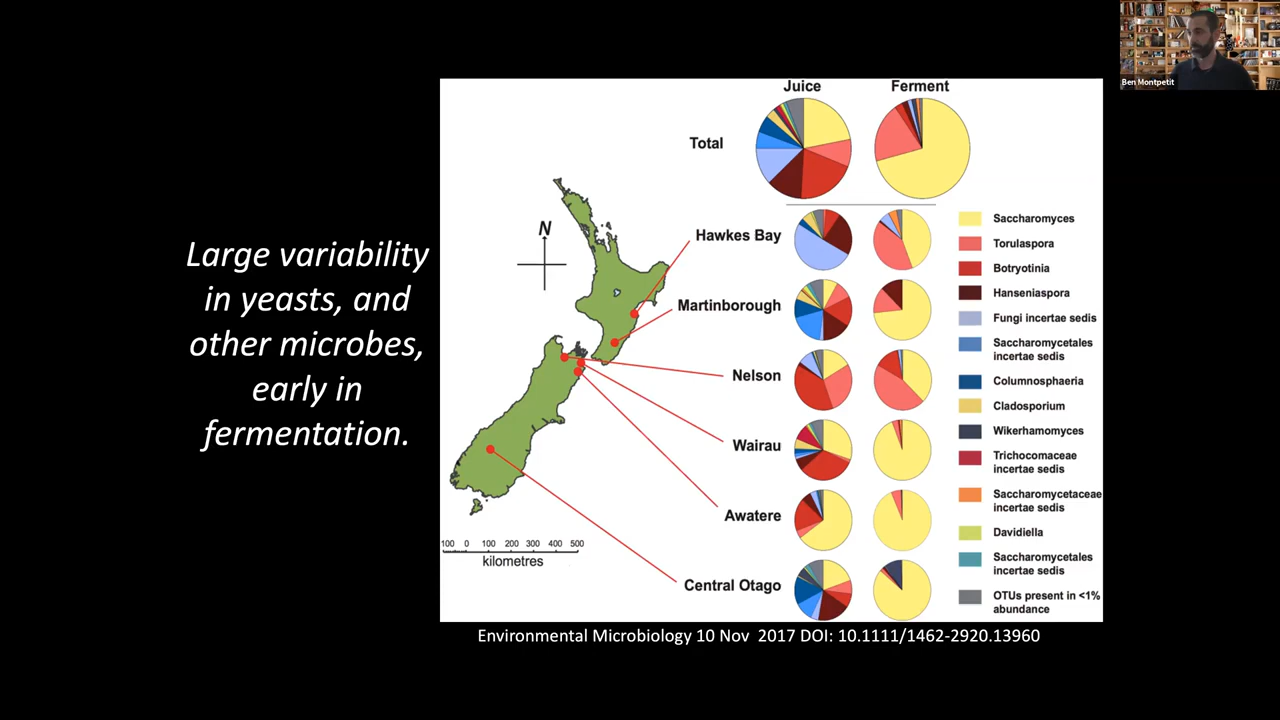 Ben Montpetit
Large variability
in yeasts, and
other microbes,
early in
fermentation.
Juice
Ferment
Total
N
Hawkes Bay
Martinborough
Nelson
Wairau
Awatere
Central Otago
100 0 100 200 300 400 500
kilometres
Saccharomyces
Torulaspora
Botryotinia
Hanseniaspora
Fungi incertae sedis
Saccharomycetales
incertae sedis
Columnosphaeria
Cladosporium
Wikerhamomyces
Trichocomaceae
incertae sedis
Saccharomycetaceae
incertae sedis
Davidiella
Saccharomycetales
incertae sedis
OTUs present in <1%
abundance
Environmental Microbiology 10 Nov 2017 DOI: 10.1111/1462-2920.13960